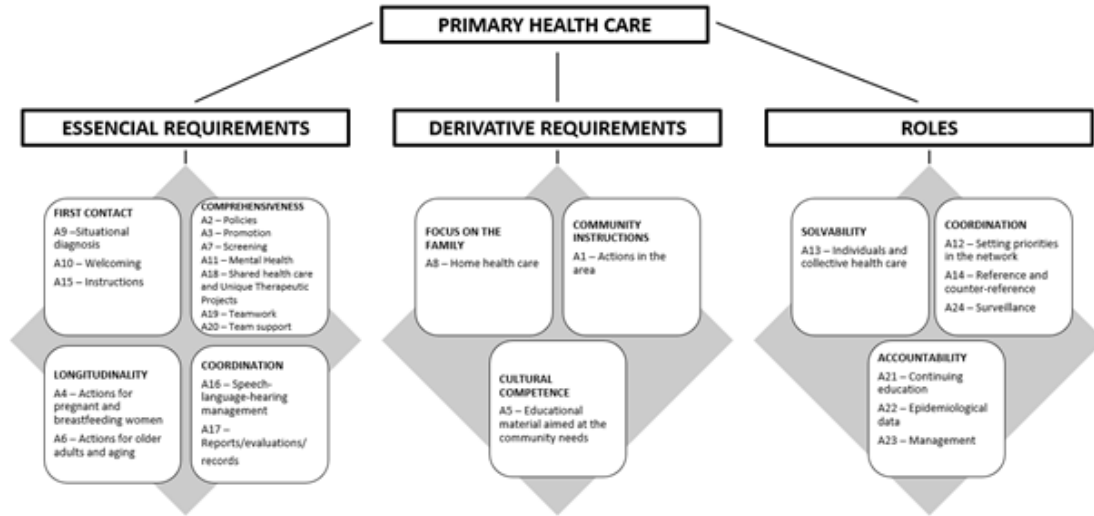 PRIMARY HEALTH CARE
ESSENCIAL REQUIREMENTS
FIRST CONTACT
A9 –Situational
diagnosis
A10 – Welcoming
A15 – Instructions
COMPREHENSIVENESS
A2 – Policies
A3 – Promotion
A7 – Screening
A11 – Mental Health
A18 – Shared health care
and Unique Therapeutic
Projects
A19 – Teamwork
A20 – Team support
LONGITUDINALITY
A4 – Actions for
pregnant and
breastfeeding women
A6 – Actions for older
adults and aging
COORDINATION
A16 – Speech-
language-hearing
management
A17 –
Reports/evaluations/
records
DERIVATIVE REQUIREMENTS
FOCUS ON THE
FAMILY
A8 – Home health care
COMMUNITY
INSTRUCTIONS
A1 – Actions in the
area
CULTURAL
COMPETENCE
A5 – Educational
material aimed at the
community needs
ROLES
SOLVABILITY
A13 – Individuals and
collective health care
COORDINATION
A12 – Setting priorities
in the network
A14 – Reference and
counter-reference
A24 – Surveillance
ACCOUNTABILITY
A21 – Continuing
education
A22 – Epidemiological
data
A23 – Management